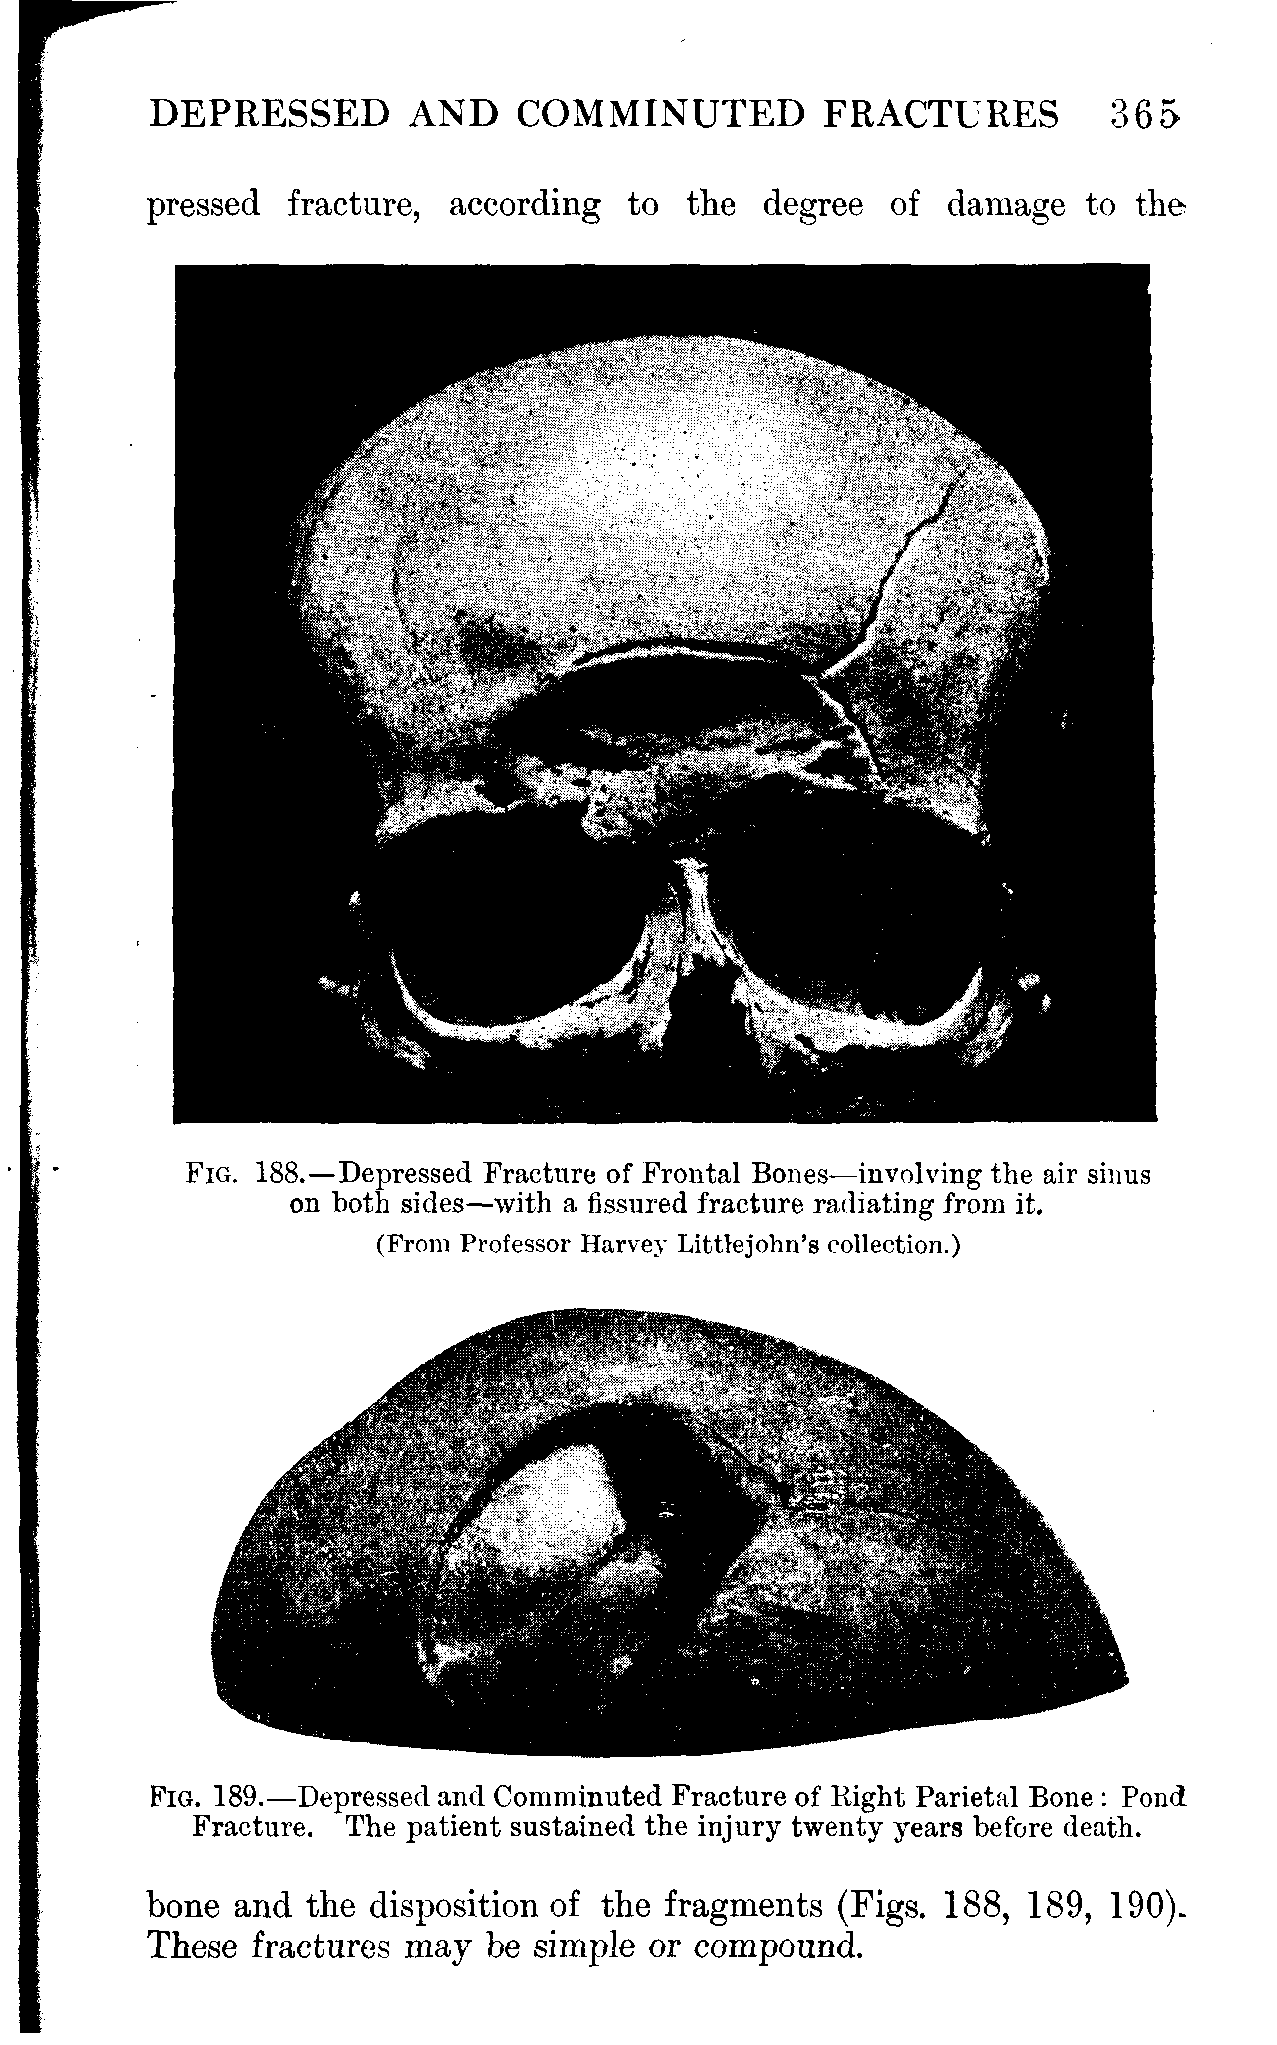 DEPRESSED AND COMMINUTED FRACTURES 365
pressed fracture, according to the degree of damage to the
FIG. 188.—Depressed Fracture of Frontal Bones—involving the air sinus
on both sides—with a fissured fracture radiating from it.
(From Professor Harvey Littlejohn's collection.)
FIG. 189.—Depressed and Comminuted Fracture of Right Parietal Bone: Pond
Fracture. The patient sustained the injury twenty years before death.
bone and the disposition of the fragments (Figs. 188, 189, 190).
These fractures may be simple or compound.